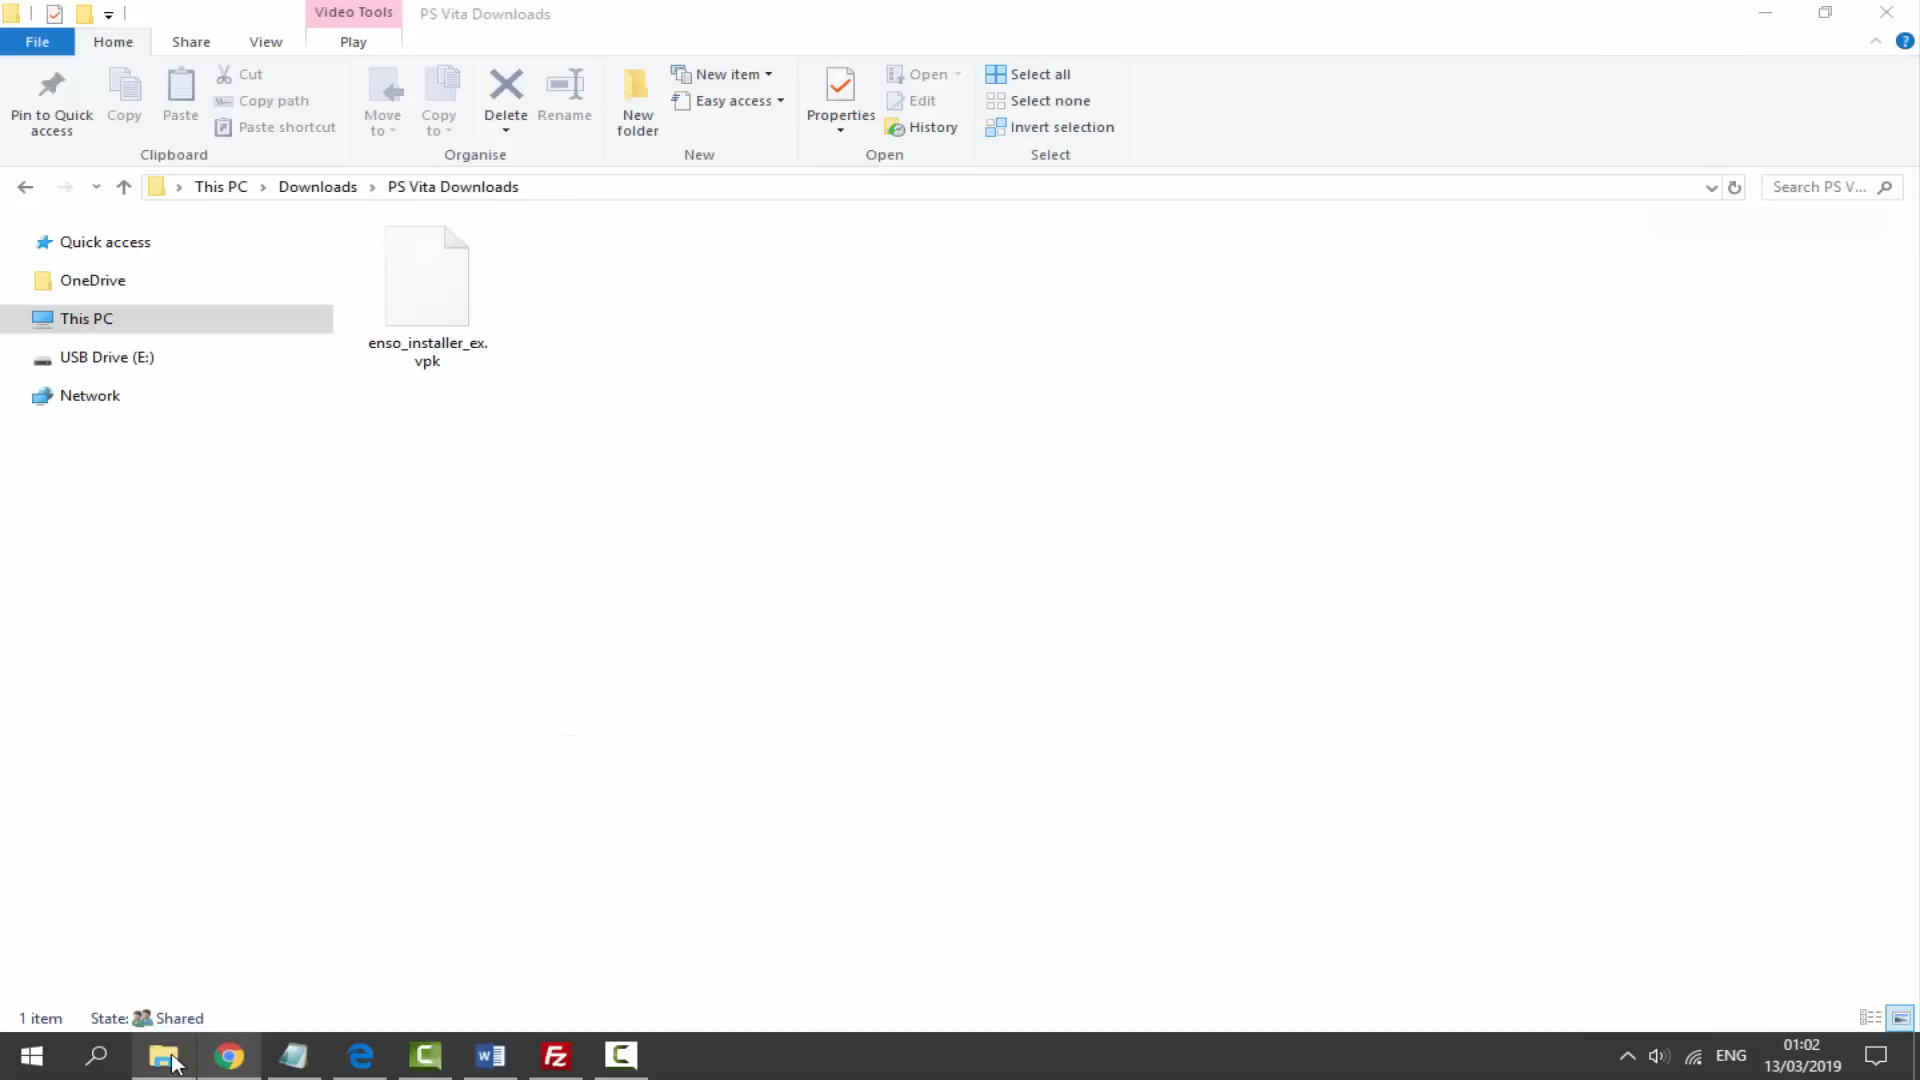 Video Tools
PS Vita Downloads
File
Home
Share
View
Play
Pin to Quick
access
Copy
Paste
Cut
Copy path
Paste shortcut
Clipboard
Move
to
Copy
to
Delete
Rename
Organise
New
folder
New item
Easy access
New
Properties
Open
Edit
History
Open
Select all
Select none
Invert selection
Select
This PC
Downloads
PS Vita Downloads
Search PS V...
Quick access
OneDrive
This PC
USB Drive (E:)
Network
enso_installer_ex.
vpk
1 item
State:
Shared
ENG
01:02
13/03/2019